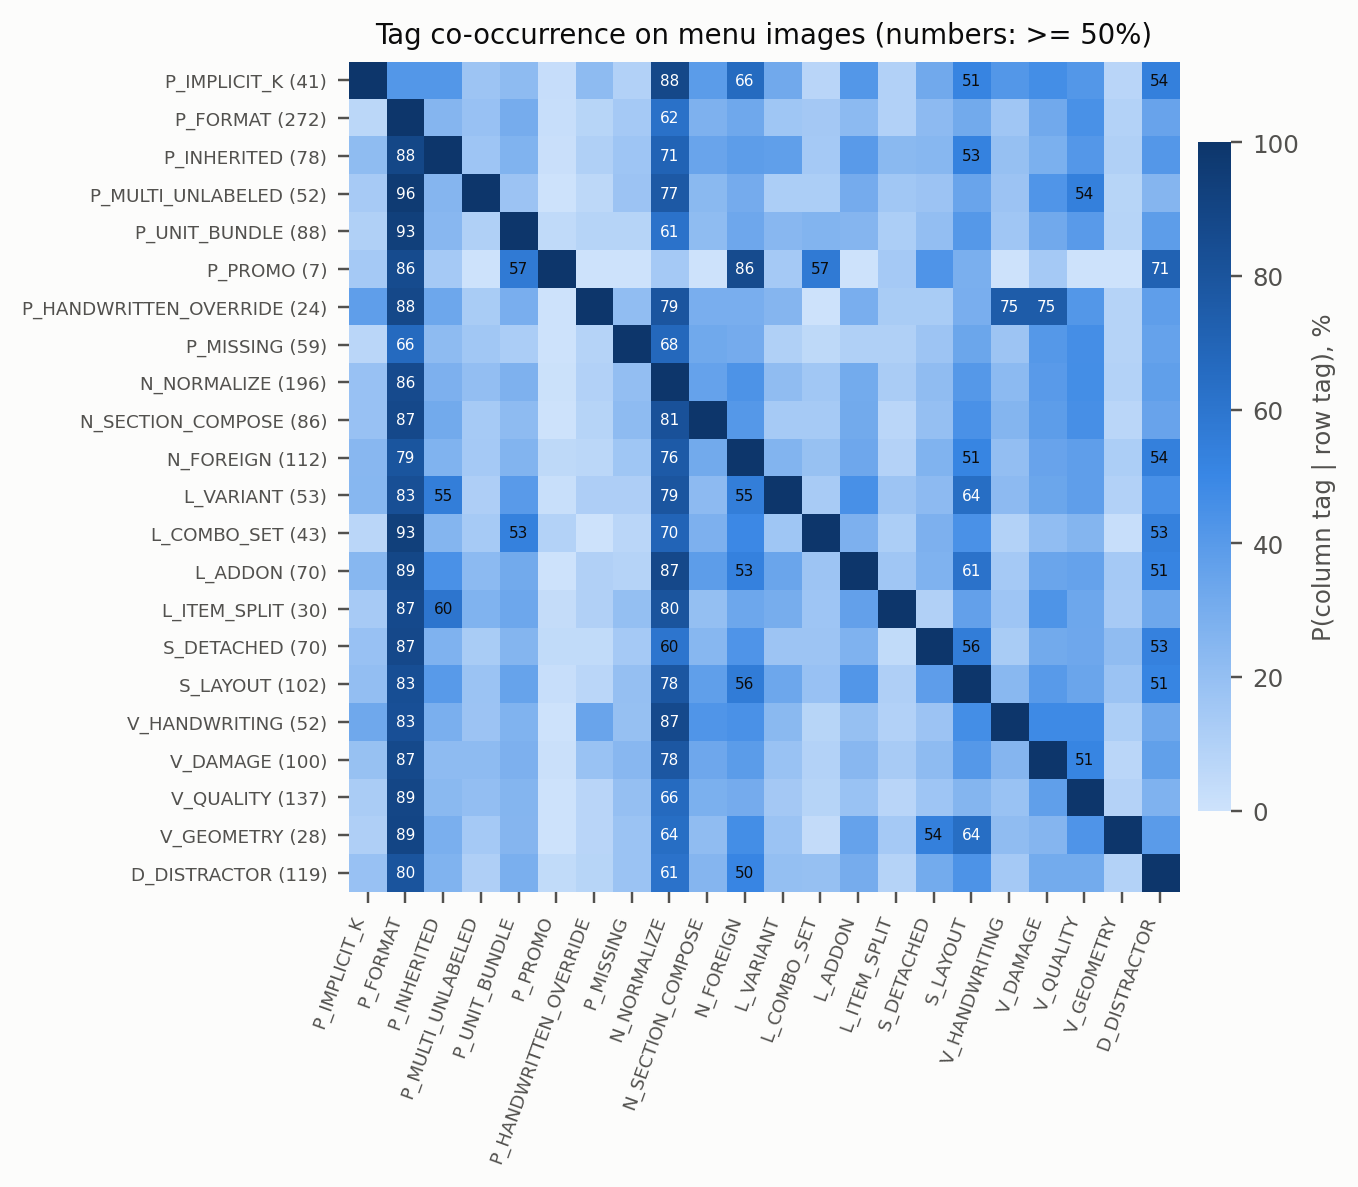 Tag co-occurrence on menu images (numbers: >= 50%)
P_IMPLICIT_K (41) 88 66 51 54
P_FORMAT (272) 62
P_INHERITED (78) 88 71 53
P_MULTI_UNLABELED (52) 96 77 54
P_UNIT_BUNDLE (88) 93 61
P_PROMO (7) 86 57 86 57 71
P_HANDWRITTEN_OVERRIDE (24) 88 79 75 75
P_MISSING (59) 66 68
N_NORMALIZE (196) 86
N_SECTION_COMPOSE (86) 87 81
N_FOREIGN (112) 79 76 51 54
L_VARIANT (53) 83 55 79 55 64
L_COMBO_SET (43) 93 53 70 53
L_ADDON (70) 89 87 53 61 51
L_ITEM_SPLIT (30) 87 60 80
S_DETACHED (70) 87 60 56 53
S_LAYOUT (102) 83 78 56 51
V_HANDWRITING (52) 83 87
V_DAMAGE (100) 87 78 51
V_QUALITY (137) 89 66
V_GEOMETRY (28) 89 64 54 64
D_DISTRACTOR (119) 80 61 50
P_IMPLICIT_K
P_FORMAT
P_INHERITED
P_MULTI_UNLABELED
P_UNIT_BUNDLE
P_PROMO
P_HANDWRITTEN_OVERRIDE
P_MISSING
N_NORMALIZE
N_SECTION_COMPOSE
N_FOREIGN
L_VARIANT
L_COMBO_SET
L_ADDON
L_ITEM_SPLIT
S_DETACHED
S_LAYOUT
V_HANDWRITING
V_DAMAGE
V_QUALITY
V_GEOMETRY
D_DISTRACTOR
100
80
60
40
20
0
P(column tag | row tag), %